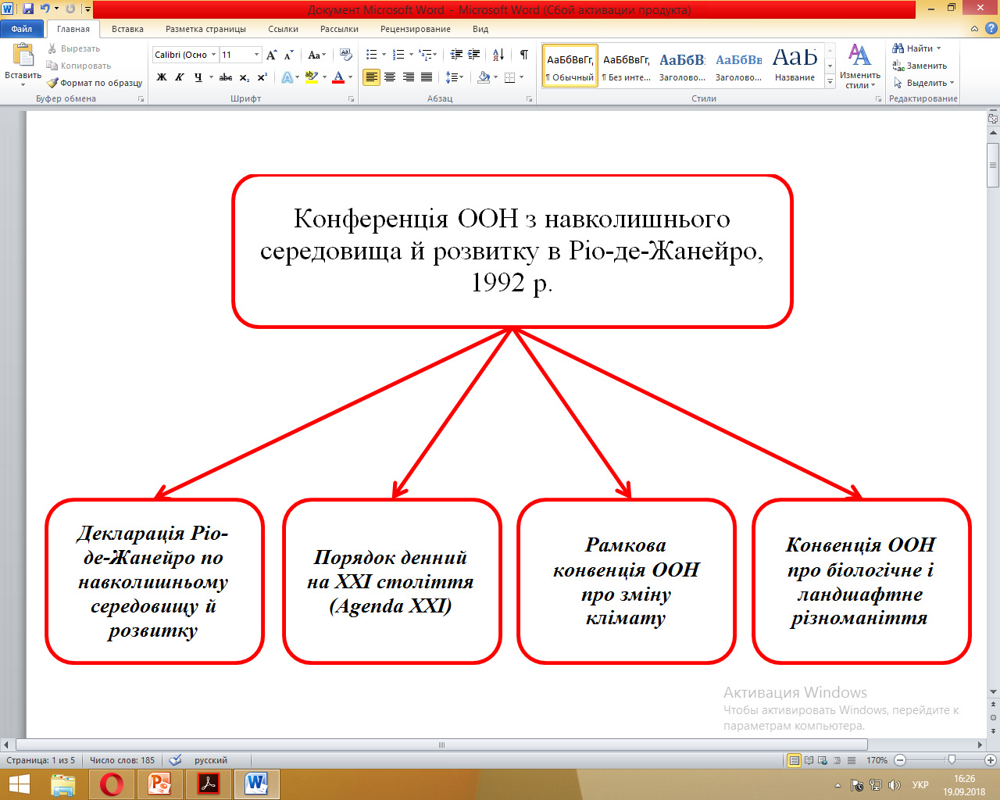 Документ Microsoft Word - Microsoft Word (Сбой активации продукта)
Файл Главная Вставка Разметка страницы Ссылки Рассылки Рецензирование Вид
Вставить
Вырезать
Копировать
Формат по образцу
Буфер обмена
Calibri (Осно 11
Ж К Ч abc x₂ x²
Шрифт
Абзац
АаБбВвГг, АаБбВвГг, АаБбВ АаБбВв АаБ
¶ Обычный ¶ Без инте... Заголово... Заголово... Название
Стили
Изменить
стили
Найти
Заменить
Выделить
Редактирование
Конференція ООН з навколишнього
середовища й розвитку в Ріо-де-Жанейро,
1992 р.
Декларація Ріо-
де-Жанейро по
навколишньому
середовищу й
розвитку
Порядок денний
на XXI століття
(Agenda XXI)
Рамкова
конвенція ООН
про зміну
клімату
Конвенція ООН
про біологічне і
ландшафтне
різноманіття
Активация Windows
Чтобы активировать Windows, перейдите к
параметрам компьютера.
Страница: 1 из 5 Число слов: 185 русский 170%
УКР
16:26
19.09.2018